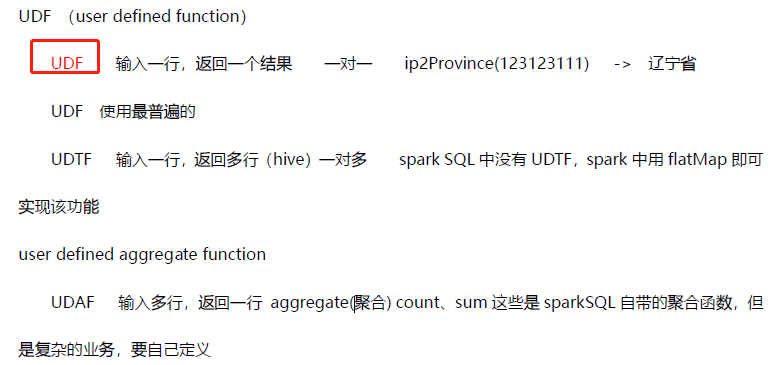 UDF （user defined function）
UDF 输入一行，返回一个结果 一对一 ip2Province(123123111) -> 辽宁省
UDF 使用最普遍的
UDTF 输入一行，返回多行（hive）一对多 spark SQL 中没有 UDTF，spark 中用 flatMap 即可
实现该功能
user defined aggregate function
UDAF 输入多行，返回一行 aggregate(聚合) count、sum 这些是 sparkSQL 自带的聚合函数，但
是复杂的业务，要自己定义